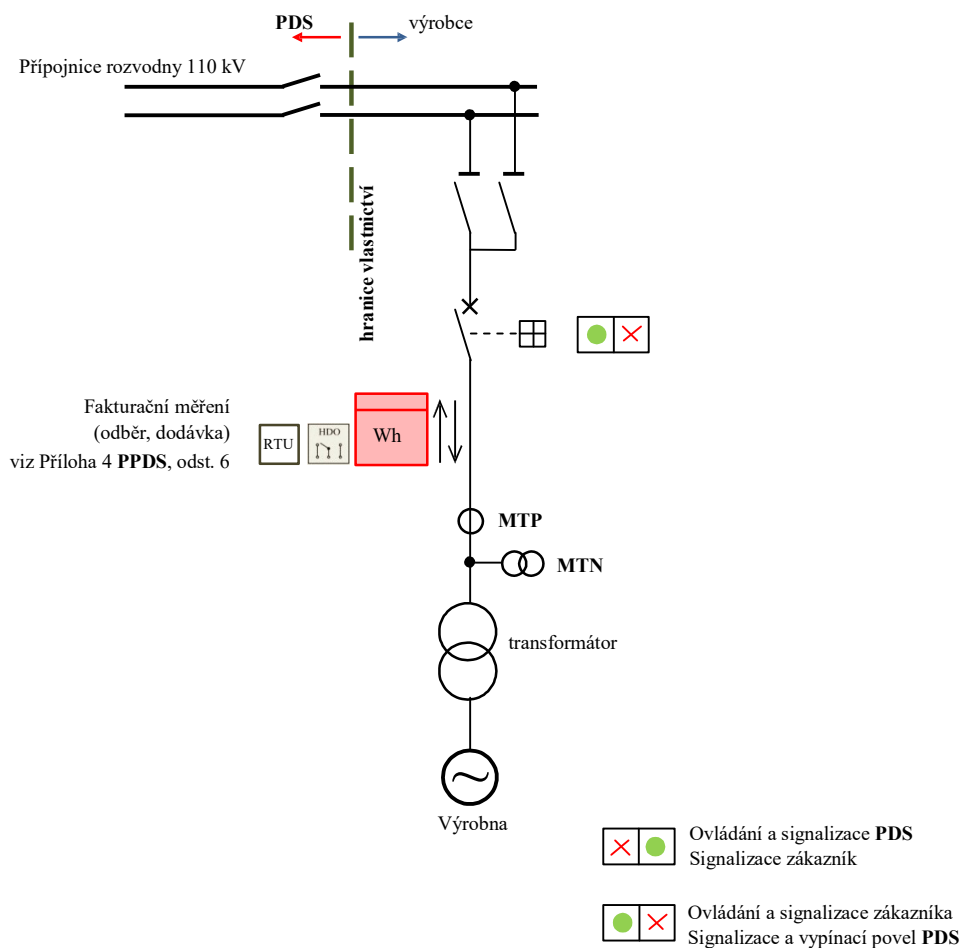 PDS
výrobce
Přípojnice rozvodny 110 kV
hranice vlastnictví
Fakturační měření
(odběr, dodávka)
viz Příloha 4 PPDS, odst. 6
RTU
HDO
Wh
MTP
MTN
transformátor
Výrobna
Ovládání a signalizace PDS
Signalizace zákazník
Ovládání a signalizace zákazníka
Signalizace a vypínací povel PDS